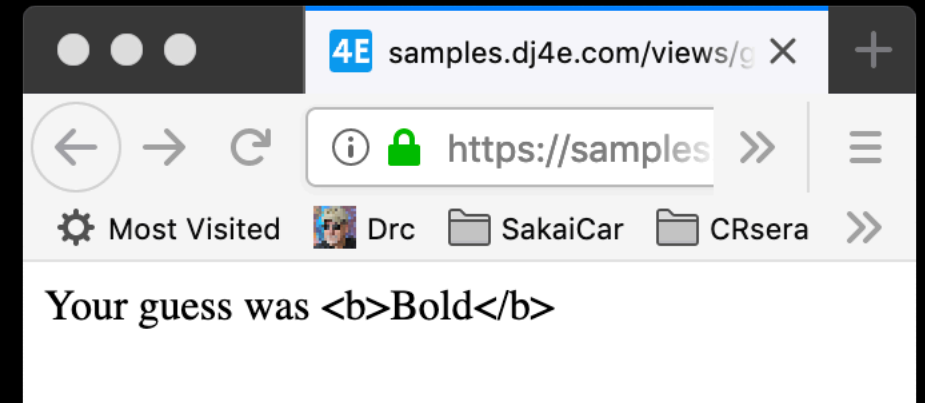 4E samples.dj4e.com/views/g
https://samples
Most Visited Drc SakaiCar CRsera
Your guess was <b>Bold</b>